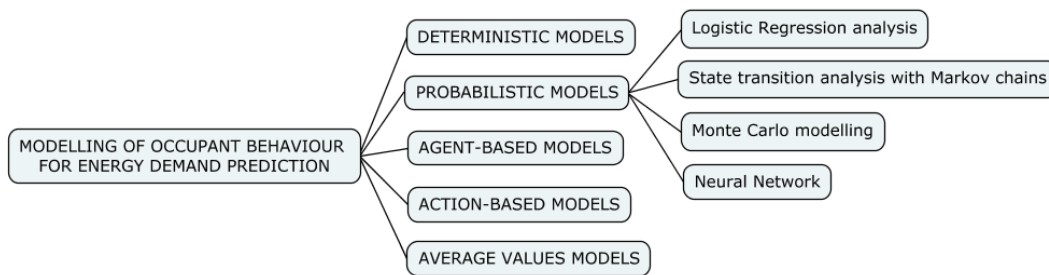 MODELLING OF OCCUPANT BEHAVIOUR
FOR ENERGY DEMAND PREDICTION
DETERMINISTIC MODELS
PROBABILISTIC MODELS
AGENT-BASED MODELS
ACTION-BASED MODELS
AVERAGE VALUES MODELS
Logistic Regression analysis
State transition analysis with Markov chains
Monte Carlo modelling
Neural Network